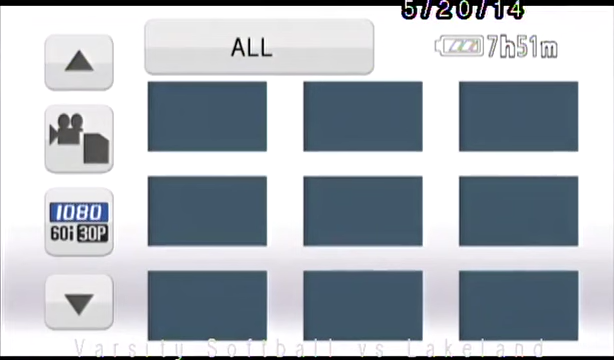 5/20/14
ALL
7h51m
1080
60i 30P
Varsity Softball vs Lakeland